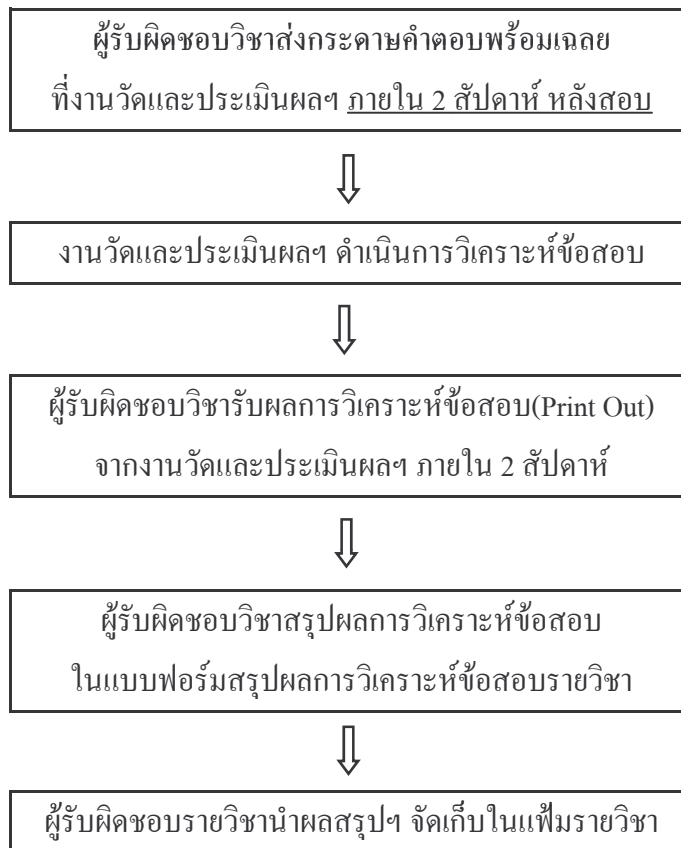 ผู้รับผิดชอบวิชาส่งกระดาษคำตอบพร้อมเฉลย
ที่งานวัดและประเมินผลฯ ภายใน 2 สัปดาห์ หลังสอบ
งานวัดและประเมินผลฯ ดำเนินการวิเคราะห์ข้อสอบ
ผู้รับผิดชอบวิชารับผลการวิเคราะห์ข้อสอบ(Print Out)
จากงานวัดและประเมินผลฯ ภายใน 2 สัปดาห์
ผู้รับผิดชอบวิชาสรุปผลการวิเคราะห์ข้อสอบ
ในแบบฟอร์มสรุปผลการวิเคราะห์ข้อสอบรายวิชา
ผู้รับผิดชอบรายวิชานำผลสรุปฯ จัดเก็บในแฟ้มรายวิชา